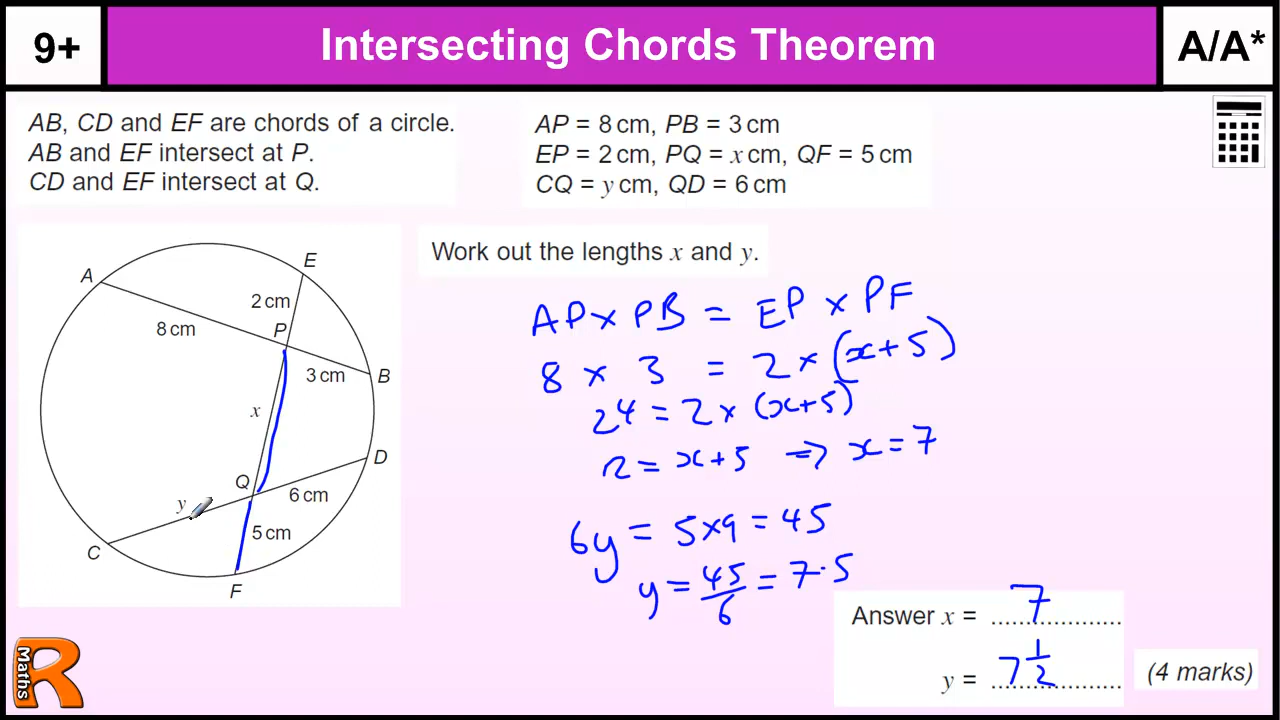 9+
Intersecting Chords Theorem
A/A*
AB, CD and EF are chords of a circle.
AB and EF intersect at P.
CD and EF intersect at Q.
AP = 8 cm, PB = 3 cm
EP = 2 cm, PQ = x cm, QF = 5 cm
CQ = y cm, QD = 6 cm
Work out the lengths x and y.
A
E
2 cm
P
8 cm
3 cm
B
x
D
Q
y
6 cm
5 cm
C
F
AP × PB = EP × PF
8 × 3 = 2 × (x+5)
24 = 2 × (x+5)
12 = x+5 ⇒ x = 7
6y = 5×9 = 45
y = 45/6 = 7·5
Answer x = 7
y = 7 1/2
(4 marks)
R Maths